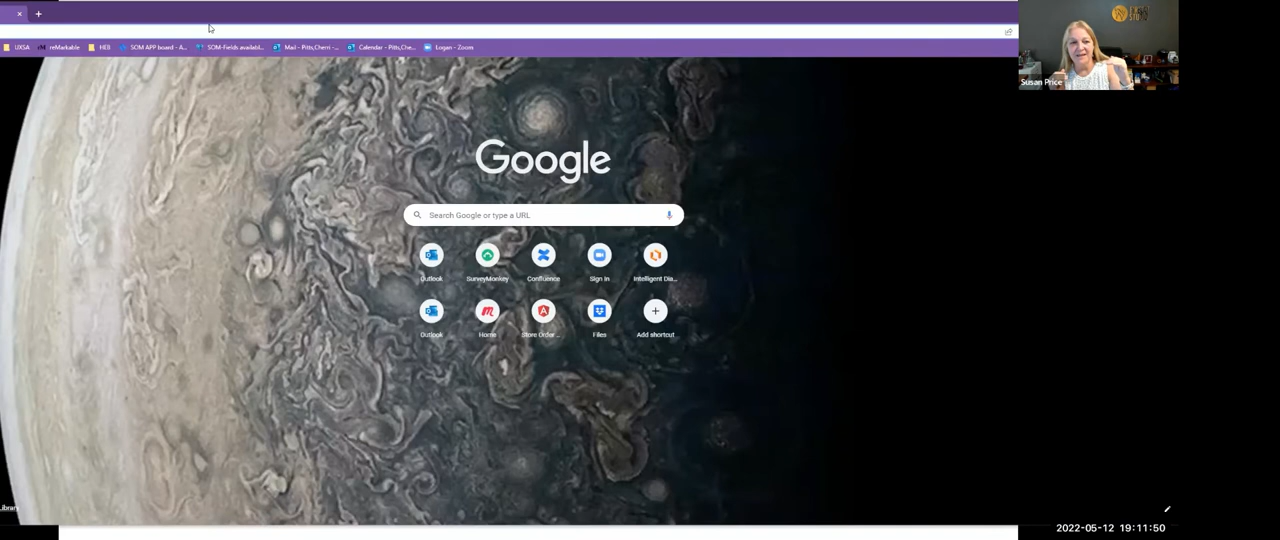 UXSA reMarkable HEB SOM APP board - A... SOM-Fields.availabl... Mail - Pitts,Cherri -... Calendar - Pitts,Che... Logan - Zoom
Susan Price
Google
Search Google or type a URL
Outlook SurveyMonkey Confluence Sign In Intelligent Dia...
Outlook Home Store Order ... Files Add shortcut
Library
2022-05-12 19:11:50